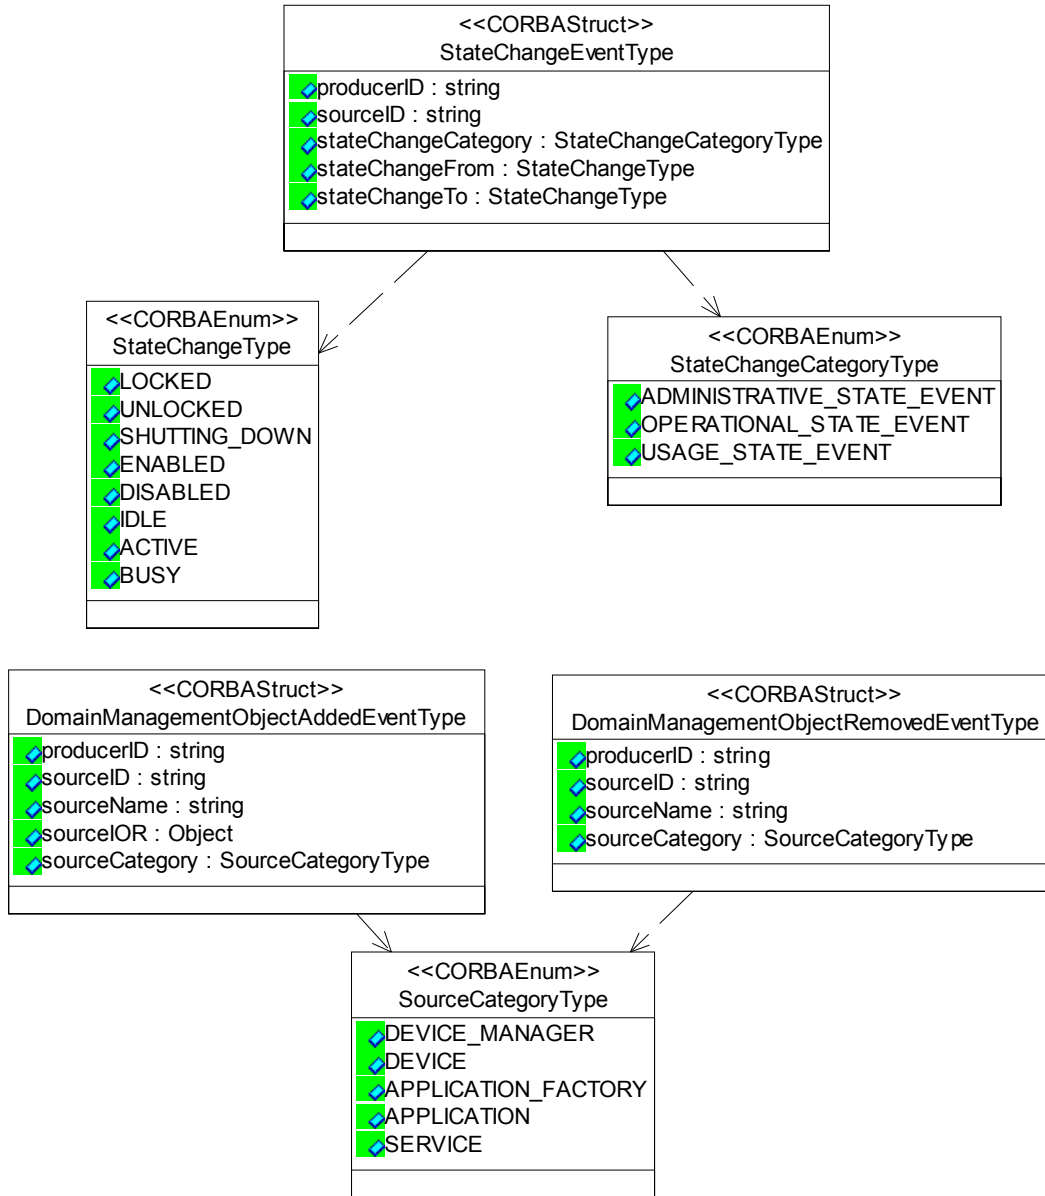 <<CORBAStruct>>
StateChangeEventType
producerID : string
sourceID : string
stateChangeCategory : StateChangeCategoryType
stateChangeFrom : StateChangeType
stateChangeTo : StateChangeType
<<CORBAEnum>>
StateChangeType
LOCKED
UNLOCKED
SHUTTING_DOWN
ENABLED
DISABLED
IDLE
ACTIVE
BUSY
<<CORBAEnum>>
StateChangeCategoryType
ADMINISTRATIVE_STATE_EVENT
OPERATIONAL_STATE_EVENT
USAGE_STATE_EVENT
<<CORBAStruct>>
DomainManagementObjectAddedEventType
producerID : string
sourceID : string
sourceName : string
sourceIOR : Object
sourceCategory : SourceCategoryType
<<CORBAStruct>>
DomainManagementObjectRemovedEventType
producerID : string
sourceID : string
sourceName : string
sourceCategory : SourceCategoryType
<<CORBAEnum>>
SourceCategoryType
DEVICE_MANAGER
DEVICE
APPLICATION_FACTORY
APPLICATION
SERVICE